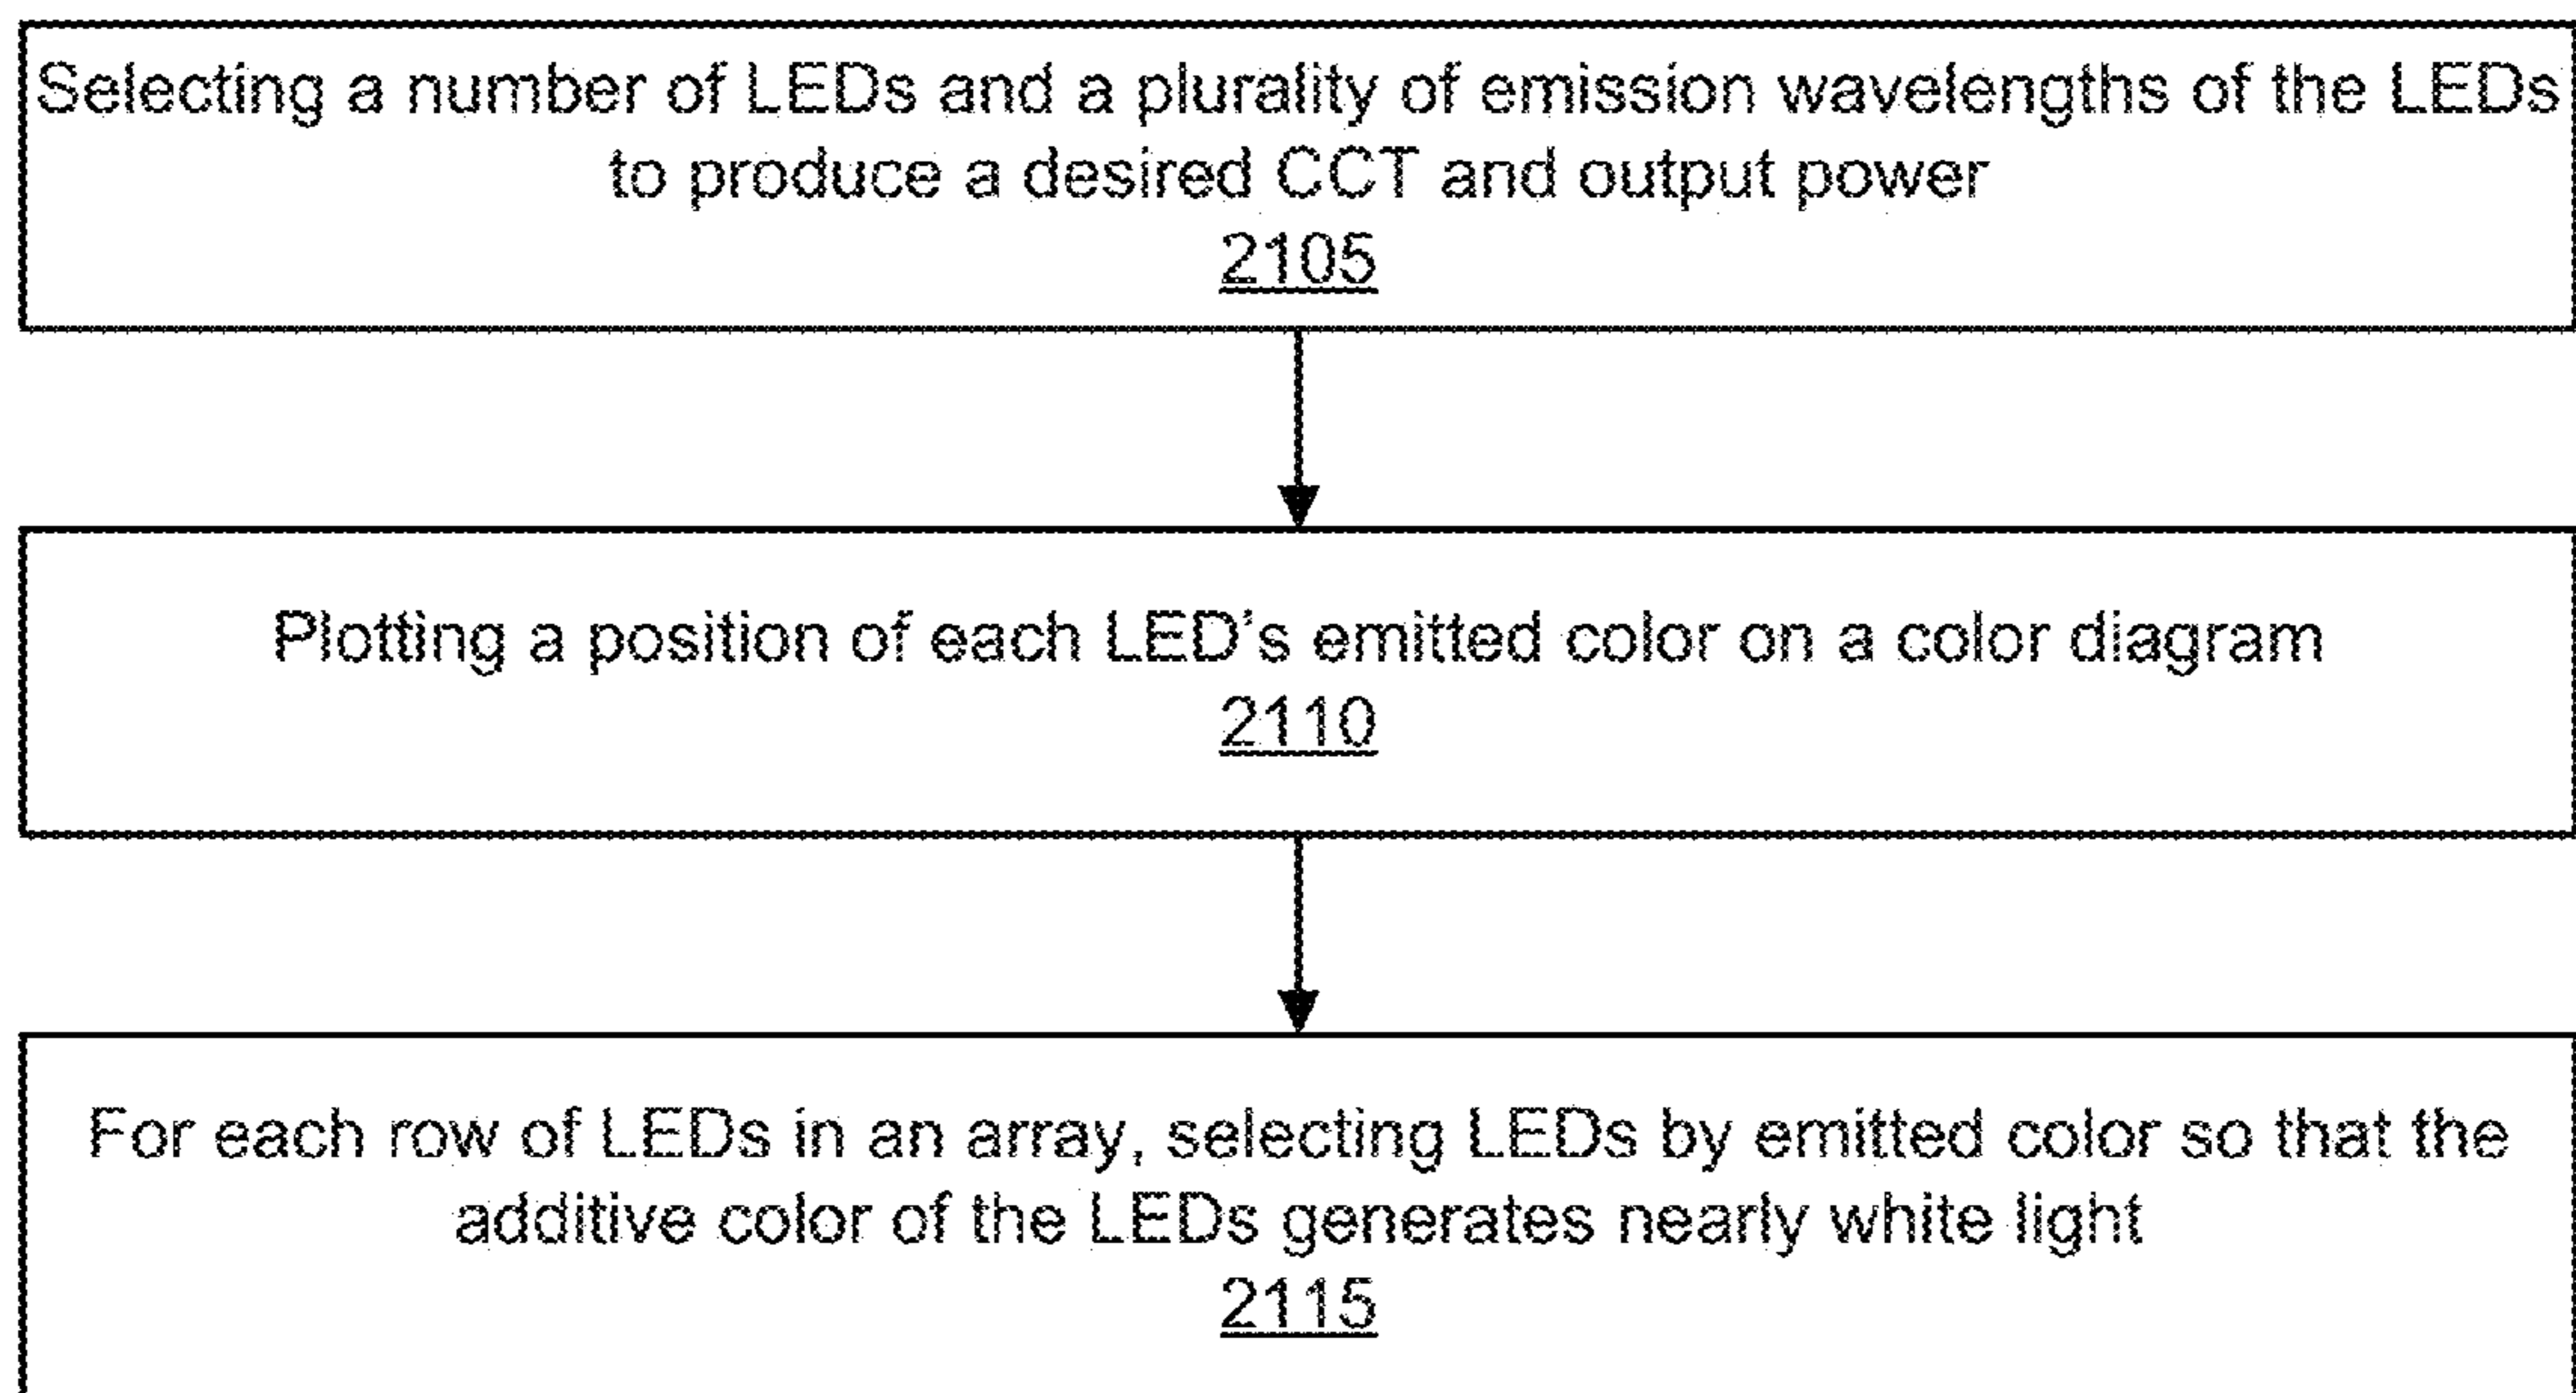 Selecting a number of LEDs and a plurality of emission wavelengths of the LEDs
to produce a desired CCT and output power
2105
Plotting a position of each LED's emitted color on a color diagram
2110
For each row of LEDs in an array, selecting LEDs by emitted color so that the
additive color of the LEDs generates nearly white light
2115